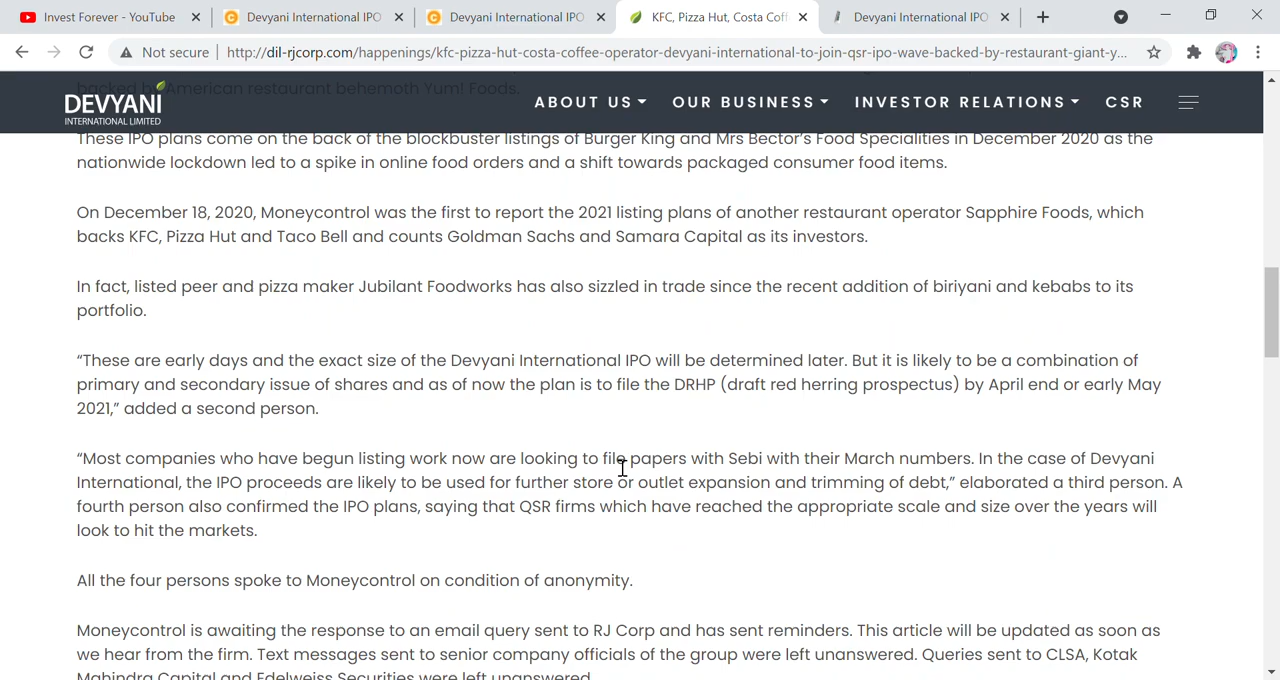 Invest Forever - YouTube
Devyani International IPO
Devyani International IPO
KFC, Pizza Hut, Costa Coff
Devyani International IPO
Not secure
http://dil-rjcorp.com/happenings/kfc-pizza-hut-costa-coffee-operator-devyani-international-to-join-qsr-ipo-wave-backed-by-restaurant-giant-y...
DEVYANI
INTERNATIONAL LIMITED
ABOUT US
OUR BUSINESS
INVESTOR RELATIONS
CSR
backed by American restaurant behemoth Yum! Foods.
These IPO plans come on the back of the blockbuster listings of Burger King and Mrs Bector’s Food Specialities in December 2020 as the
nationwide lockdown led to a spike in online food orders and a shift towards packaged consumer food items.
On December 18, 2020, Moneycontrol was the first to report the 2021 listing plans of another restaurant operator Sapphire Foods, which
backs KFC, Pizza Hut and Taco Bell and counts Goldman Sachs and Samara Capital as its investors.
In fact, listed peer and pizza maker Jubilant Foodworks has also sizzled in trade since the recent addition of biriyani and kebabs to its
portfolio.
“These are early days and the exact size of the Devyani International IPO will be determined later. But it is likely to be a combination of
primary and secondary issue of shares and as of now the plan is to file the DRHP (draft red herring prospectus) by April end or early May
2021,” added a second person.
“Most companies who have begun listing work now are looking to file papers with Sebi with their March numbers. In the case of Devyani
International, the IPO proceeds are likely to be used for further store or outlet expansion and trimming of debt,” elaborated a third person. A
fourth person also confirmed the IPO plans, saying that QSR firms which have reached the appropriate scale and size over the years will
look to hit the markets.
All the four persons spoke to Moneycontrol on condition of anonymity.
Moneycontrol is awaiting the response to an email query sent to RJ Corp and has sent reminders. This article will be updated as soon as
we hear from the firm. Text messages sent to senior company officials of the group were left unanswered. Queries sent to CLSA, Kotak
Mahindra Capital and Edelweiss Securities were left unanswered.